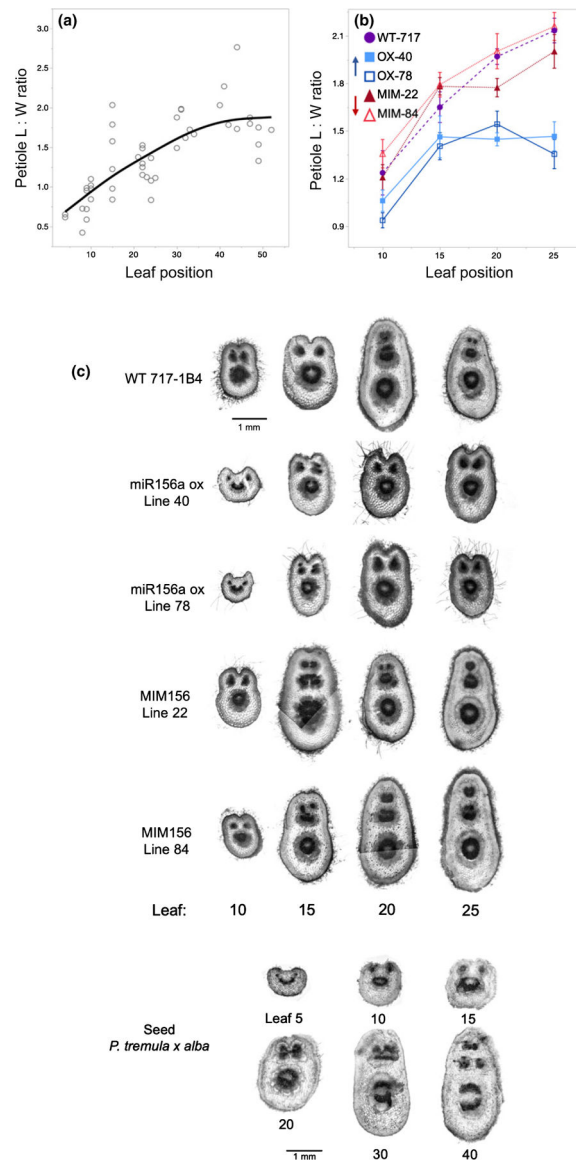 (a)
Petiole L : W ratio
3.0
2.5
2.0
1.5
1.0
0.5
10 20 30 40 50
Leaf position
(b)
Petiole L : W ratio
2.1
1.8
1.5
1.2
0.9
WT-717
OX-40
OX-78
MIM-22
MIM-84
10 15 20 25
Leaf position
(c)
WT 717-1B4
1 mm
miR156a ox
Line 40
miR156a ox
Line 78
MIM156
Line 22
MIM156
Line 84
Leaf: 10 15 20 25
Seed
P. tremula x alba
Leaf 5 10 15
20 30 40
1 mm